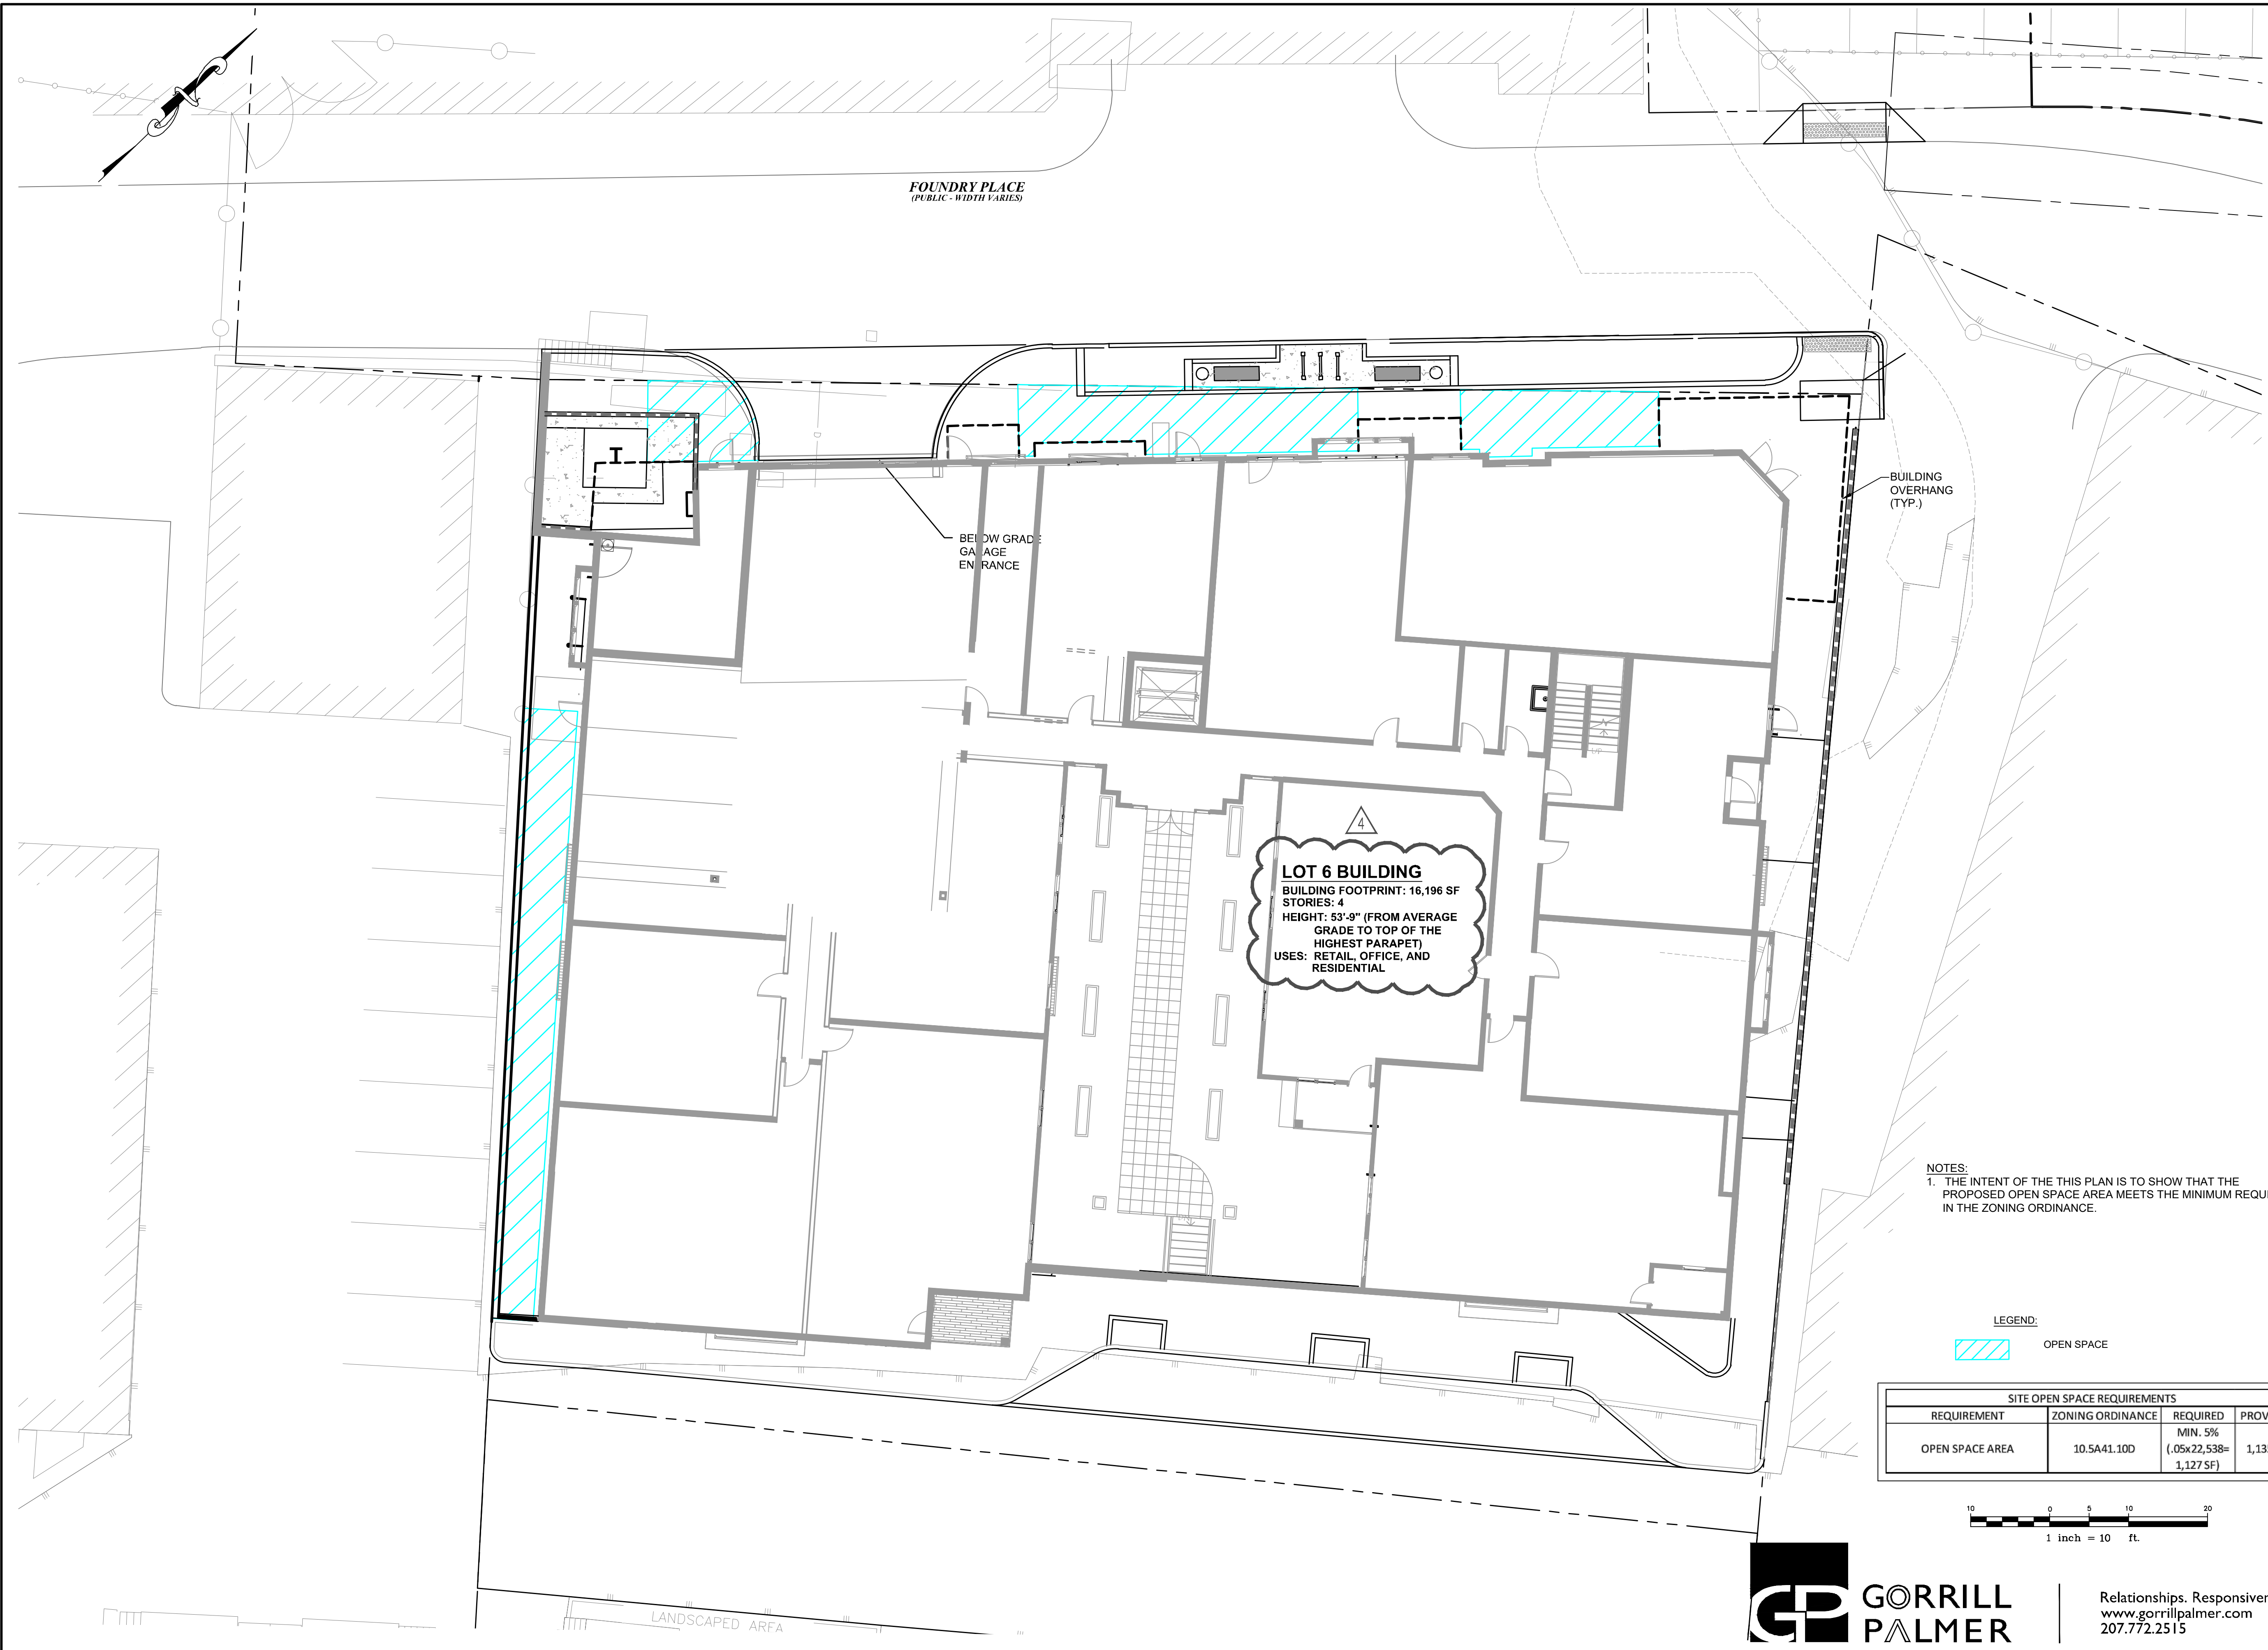 FOUNDRY PLACE
(PUBLIC - WIDTH VARIES)
BUILDING
OVERHANG
(TYP.)
BELOW GRADE
GARAGE
ENTRANCE
UP
4
LOT 6 BUILDING
BUILDING FOOTPRINT: 16,196 SF
STORIES: 4
HEIGHT: 53'-9" (FROM AVERAGE
GRADE TO TOP OF THE
HIGHEST PARAPET)
USES: RETAIL, OFFICE, AND
RESIDENTIAL
NOTES:
1. THE INTENT OF THE THIS PLAN IS TO SHOW THAT THE
PROPOSED OPEN SPACE AREA MEETS THE MINIMUM REQUI
IN THE ZONING ORDINANCE.
LEGEND:
OPEN SPACE
SITE OPEN SPACE REQUIREMENTS
REQUIREMENT ZONING ORDINANCE REQUIRED PROV
OPEN SPACE AREA 10.5A41.10D MIN. 5%
(.05x22,538=
1,127 SF)
10 0 5 10 20
1 inch = 10 ft.
GP
GORRILL
PALMER
Relationships.
www.gorrillpalmer.com
207.772.2515
LANDSCAPED AREA